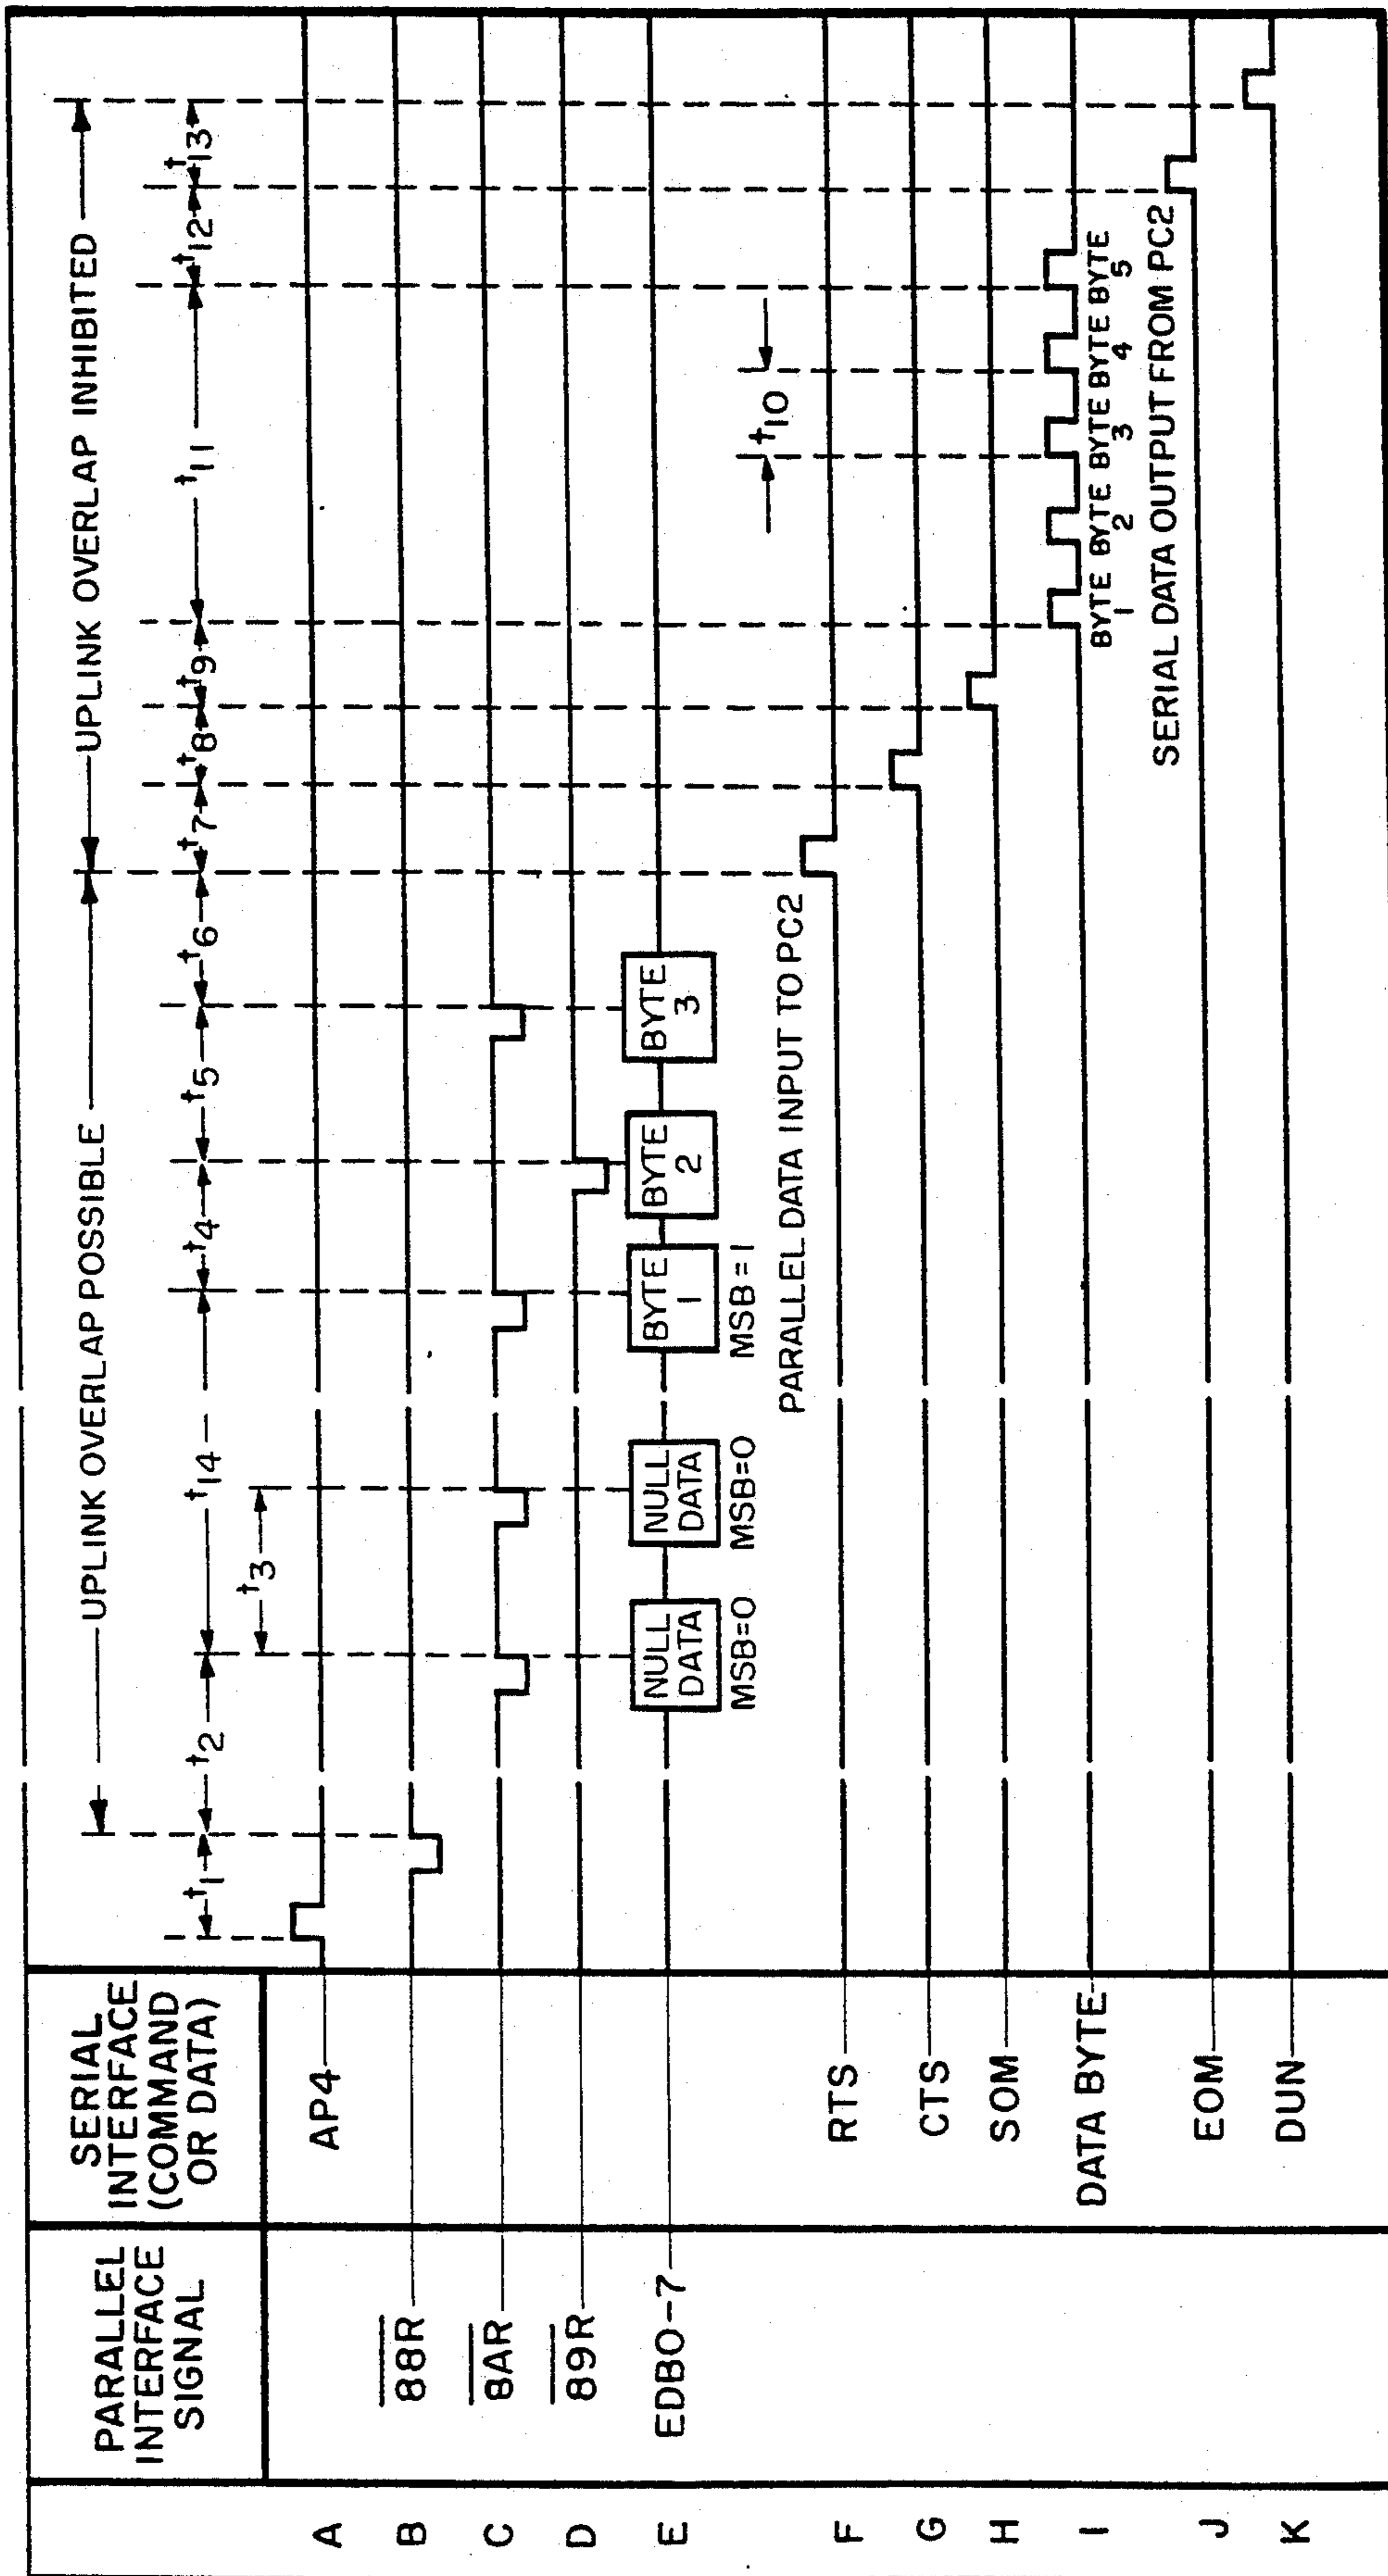 PARALLEL
INTERFACE
SIGNAL
SERIAL
INTERFACE
(COMMAND
OR DATA)
UPLINK OVERLAP POSSIBLE
UPLINK OVERLAP INHIBITED
t1
t2
t14
t4
t5
t6
t7
t8
t9
t11
t12
t13
t3
A
AP4
B
88R
C
8AR
D
89R
E
EDB0-7
NULL
DATA
MSB=0
NULL
DATA
MSB=0
BYTE
1
MSB=1
BYTE
2
BYTE
3
PARALLEL DATA INPUT TO PC2
t10
F
RTS
G
CTS
H
SOM
I
DATA BYTE
BYTE BYTE BYTE BYTE BYTE
1 2 3 4 5
SERIAL DATA OUTPUT FROM PC2
J
EOM
K
DUN